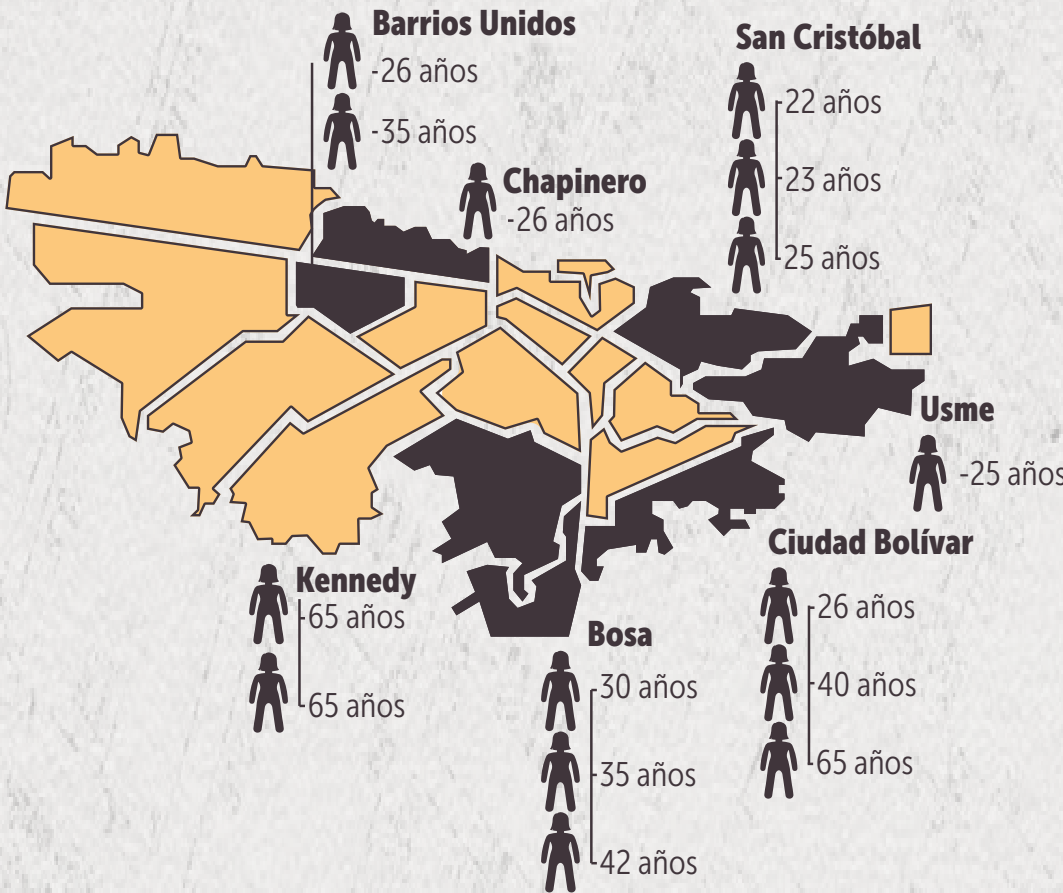 Barrios Unidos
-26 años
-35 años
Chapinero
-26 años
San Cristóbal
22 años
23 años
25 años
Usme
-25 años
Ciudad Bolívar
26 años
40 años
65 años
Kennedy
65 años
65 años
Bosa
30 años
35 años
42 años